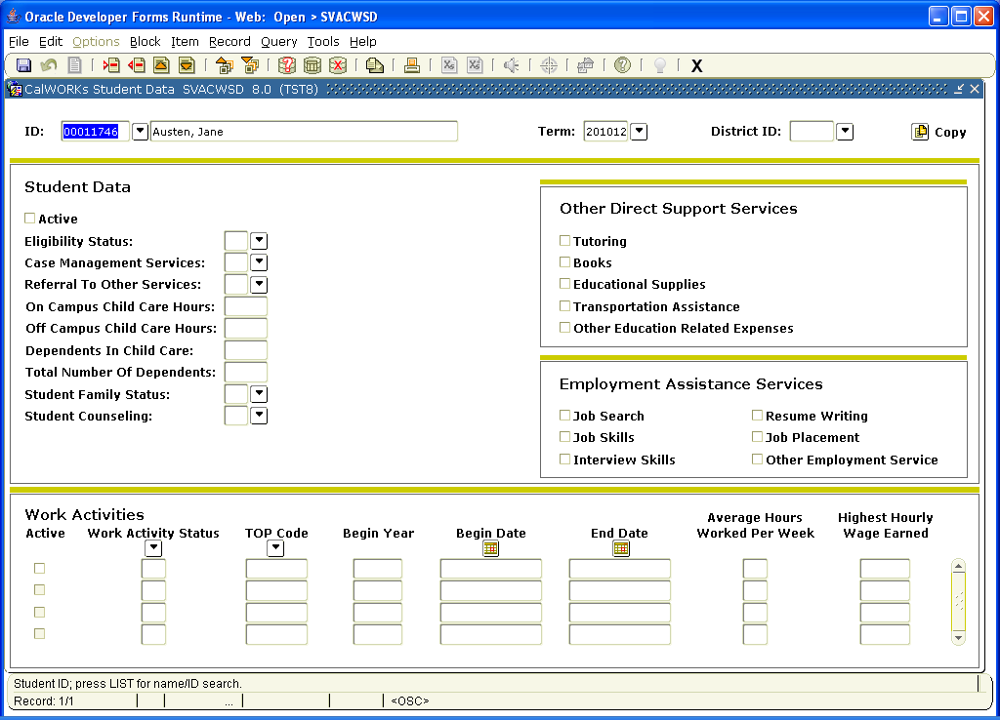 Oracle Developer Forms Runtime - Web: Open > SVACWSD
File Edit Options Block Item Record Query Tools Help
X
CalWORKs Student Data SVACWSD 8.0 (TST8)
ID: 00011746 Austen, Jane Term: 201012 District ID: Copy
Student Data
Active
Eligibility Status:
Case Management Services:
Referral To Other Services:
On Campus Child Care Hours:
Off Campus Child Care Hours:
Dependents In Child Care:
Total Number Of Dependents:
Student Family Status:
Student Counseling:
Other Direct Support Services
Tutoring
Books
Educational Supplies
Transportation Assistance
Other Education Related Expenses
Employment Assistance Services
Job Search Resume Writing
Job Skills Job Placement
Interview Skills Other Employment Service
Work Activities
Active Work Activity Status TOP Code Begin Year Begin Date End Date Average Hours Worked Per Week Highest Hourly Wage Earned
Student ID; press LIST for name/ID search.
Record: 1/1 ... <OSC>